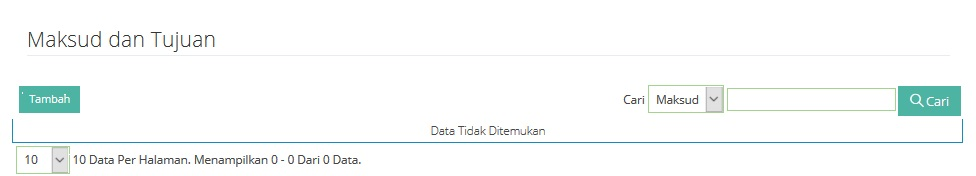 Maksud dan Tujuan
Tambah Cari Maksud Cari
Data Tidak Ditemukan
10 10 Data Per Halaman. Menampilkan 0 - 0 Dari 0 Data.